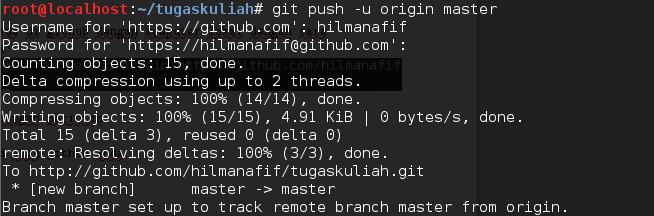 root@localhost:~/tugaskuliah# git push -u origin master
Username for 'https://github.com': hilmanafif
Password for 'https://hilmanafif@github.com':
Counting objects: 15, done.
Delta compression using up to 2 threads.
Compressing objects: 100% (14/14), done.
Writing objects: 100% (15/15), 4.91 KiB | 0 bytes/s, done.
Total 15 (delta 3), reused 0 (delta 0)
remote: Resolving deltas: 100% (3/3), done.
To http://github.com/hilmanafif/tugaskuliah.git
 * [new branch]      master -> master
Branch master set up to track remote branch master from origin.